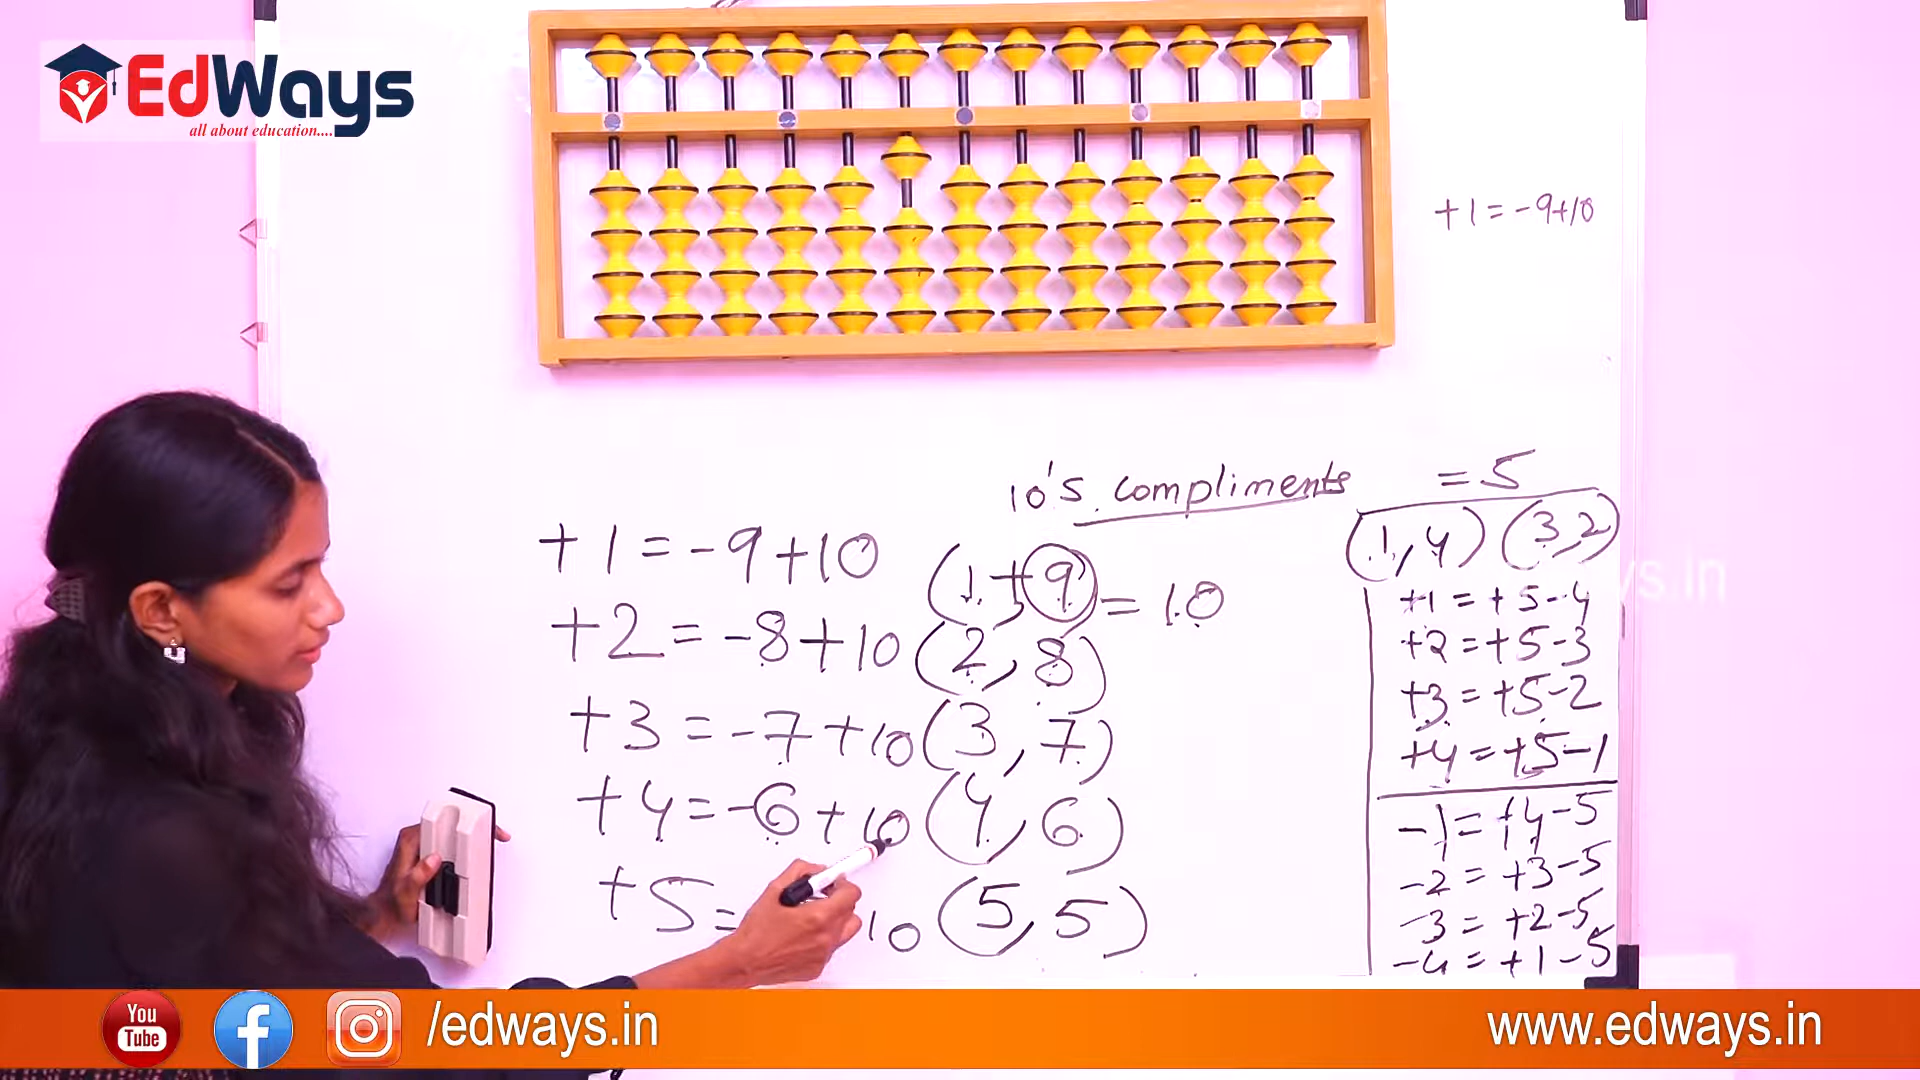 EdWays
all about education....
+1=-9+10
10's compliments
=5
(1,4) (3,2)
+1=-9+10
(1+9)=10
+2=-8+10 (2,8)
+3=-7+10 (3,7)
+4=-6+10 (4,6)
+5= 10 (5,5)
+1=+5-4
+2=+5-3
+3=+5-2
+4=+5-1
-1=+4-5
-2=+3-5
-3=+2-5
-4=+1-5
You
Tube
/edways.in
www.edways.in